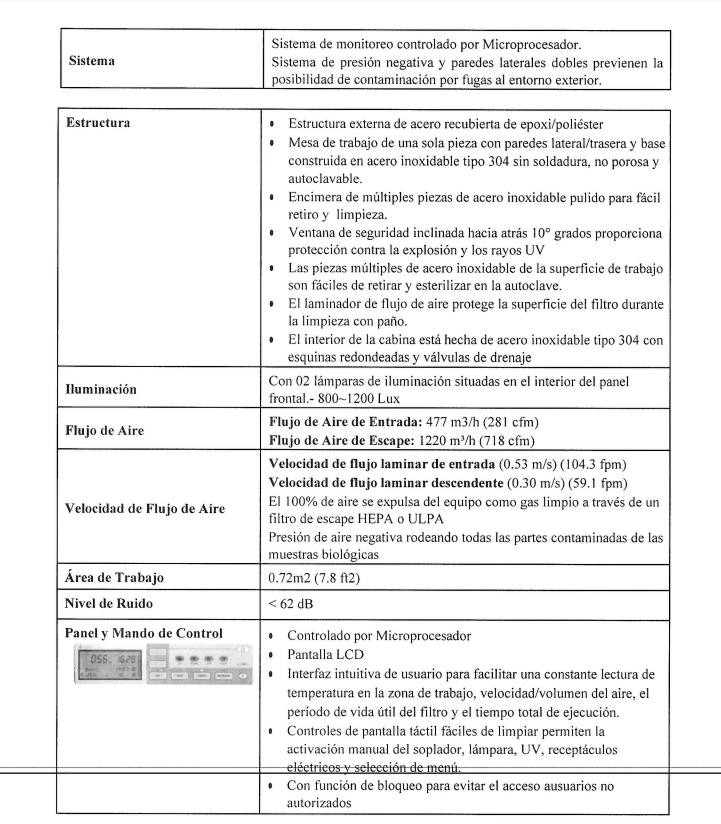 Sistema
Sistema de monitoreo controlado por Microprocesador.
Sistema de presión negativa y paredes laterales dobles previenen la
posibilidad de contaminación por fugas al entorno exterior.
Estructura
• Estructura externa de acero recubierta de epoxi/poliéster
• Mesa de trabajo de una sola pieza con paredes lateral/trasera y base
construida en acero inoxidable tipo 304 sin soldadura, no porosa y
autoclavable.
• Encimera de múltiples piezas de acero inoxidable pulido para fácil
retiro y limpieza.
• Ventana de seguridad inclinada hacia atrás 10° grados proporciona
protección contra la explosión y los rayos UV
• Las piezas múltiples de acero inoxidable de la superficie de trabajo
son fáciles de retirar y esterilizar en la autoclave.
• El laminador de flujo de aire protege la superficie del filtro durante
la limpieza con paño.
• El interior de la cabina está hecha de acero inoxidable tipo 304 con
esquinas redondeadas y válvulas de drenaje
Iluminación
Con 02 lámparas de iluminación situadas en el interior del panel
frontal.- 800~1200 Lux
Flujo de Aire
Flujo de Aire de Entrada: 477 m3/h (281 cfm)
Flujo de Aire de Escape: 1220 m³/h (718 cfm)
Velocidad de Flujo de Aire
Velocidad de flujo laminar de entrada (0.53 m/s) (104.3 fpm)
Velocidad de flujo laminar descendente (0.30 m/s) (59.1 fpm)
El 100% de aire se expulsa del equipo como gas limpio a través de un
filtro de escape HEPA o ULPA
Presión de aire negativa rodeando todas las partes contaminadas de las
muestras biológicas
Área de Trabajo
0.72m2 (7.8 ft2)
Nivel de Ruido
< 62 dB
Panel y Mando de Control
• Controlado por Microprocesador
• Pantalla LCD
• Interfaz intuitiva de usuario para facilitar una constante lectura de
temperatura en la zona de trabajo, velocidad/volumen del aire, el
período de vida útil del filtro y el tiempo total de ejecución.
• Controles de pantalla táctil fáciles de limpiar permiten la
activación manual del soplador, lámpara, UV, receptáculos
eléctricos y selección de menú.
• Con función de bloqueo para evitar el acceso ausuarios no
autorizados